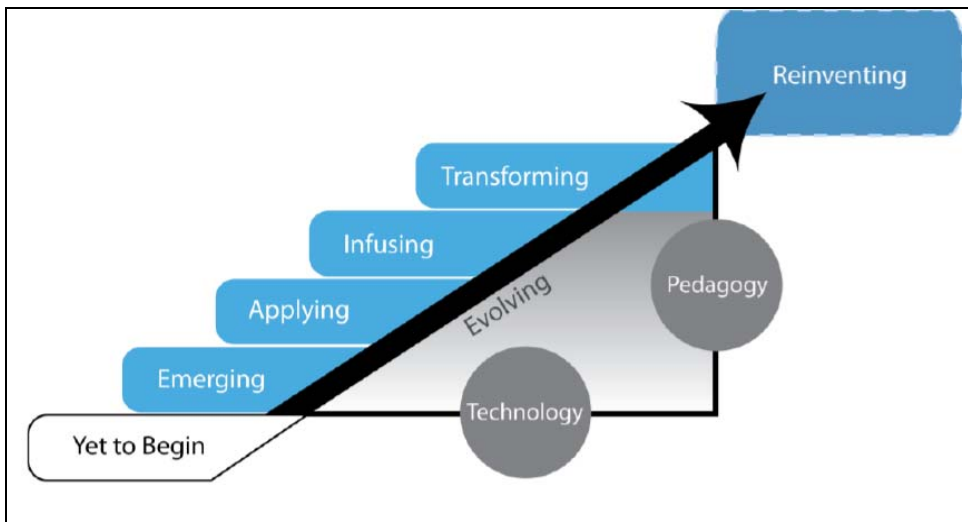 Reinventing
Transforming
Infusing
Pedagogy
Evolving
Applying
Emerging
Technology
Yet to Begin